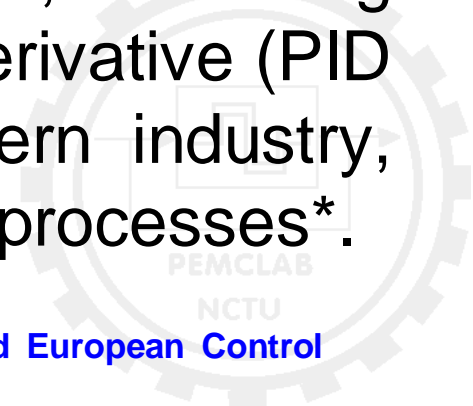 erivative (PID
ern industry,
processes*.
PEMCLAB
NCTU
d European Control